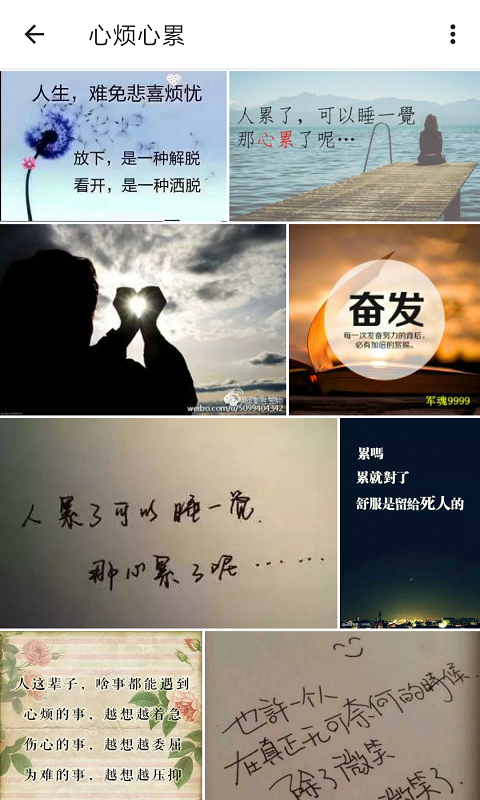 心烦心累
人生，难免悲喜烦忧
放下，是一种解脱
看开，是一种洒脱
人累了，可以睡一覺
那心累了呢…
weibo.com/u/5099404342
奋发
每一次发奋努力的背后，
必有加倍的赏赐。
军魂9999
人累了可以睡一觉.
那心累了呢……
累嗎
累就對了
舒服是留給死人的
人这辈子，啥事都能遇到
心烦的事，越想越着急
伤心的事，越想越委屈
为难的事，越想越压抑
也許一个人
在真正无可奈何的時候.
除了微笑
微笑了.